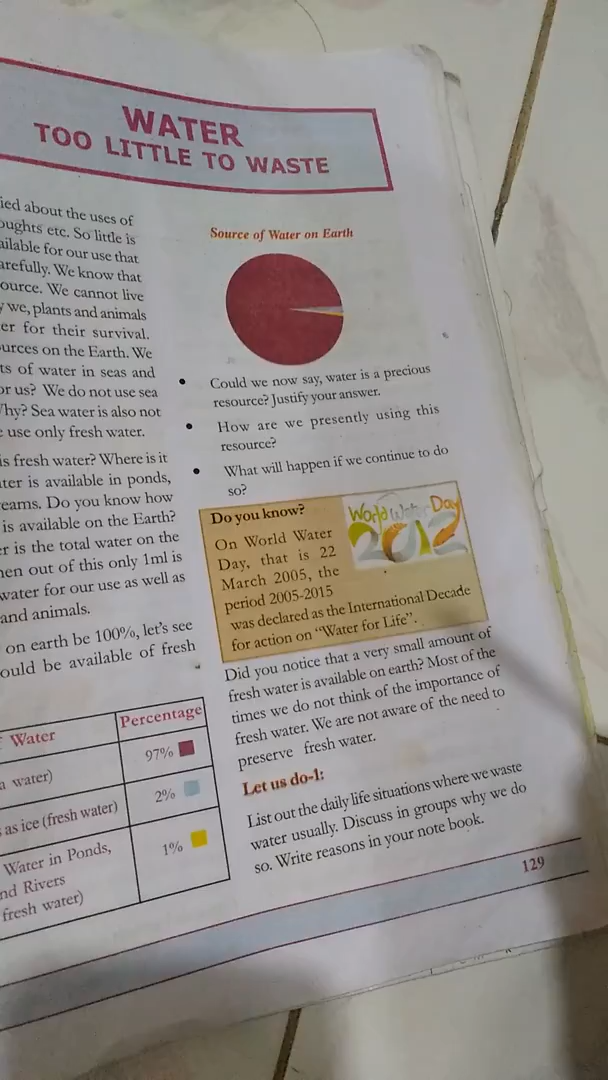 WATER
TOO LITTLE TO WASTE
ied about the uses of
oughts etc. So little is
ailable for our use that
arefully. We know that
ource. We cannot live
y we, plants and animals
er for their survival.
urces on the Earth. We
ts of water in seas and
or us? We do not use sea
Why? Sea water is also not
e use only fresh water.
is fresh water? Where is it
ter is available in ponds,
eams. Do you know how
is available on the Earth?
er is the total water on the
hen out of this only 1ml is
water for our use as well as
and animals.
on earth be 100%, let's see
ould be available of fresh
Water
Percentage
a water)
97%
as ice (fresh water)
2%
Water in Ponds,
nd Rivers
fresh water)
1%
Source of Water on Earth
• Could we now say, water is a precious
resource? Justify your answer.
• How are we presently using this
resource?
• What will happen if we continue to do
so?
Do you know?
On World Water
Day, that is 22
March 2005, the
period 2005-2015
was declared as the International Decade
for action on "Water for Life".
World Water Day
2012
Did you notice that a very small amount of
fresh water is available on earth? Most of the
times we do not think of the importance of
fresh water. We are not aware of the need to
preserve fresh water.
Let us do-1:
List out the daily life situations where we waste
water usually. Discuss in groups why we do
so. Write reasons in your note book.
129